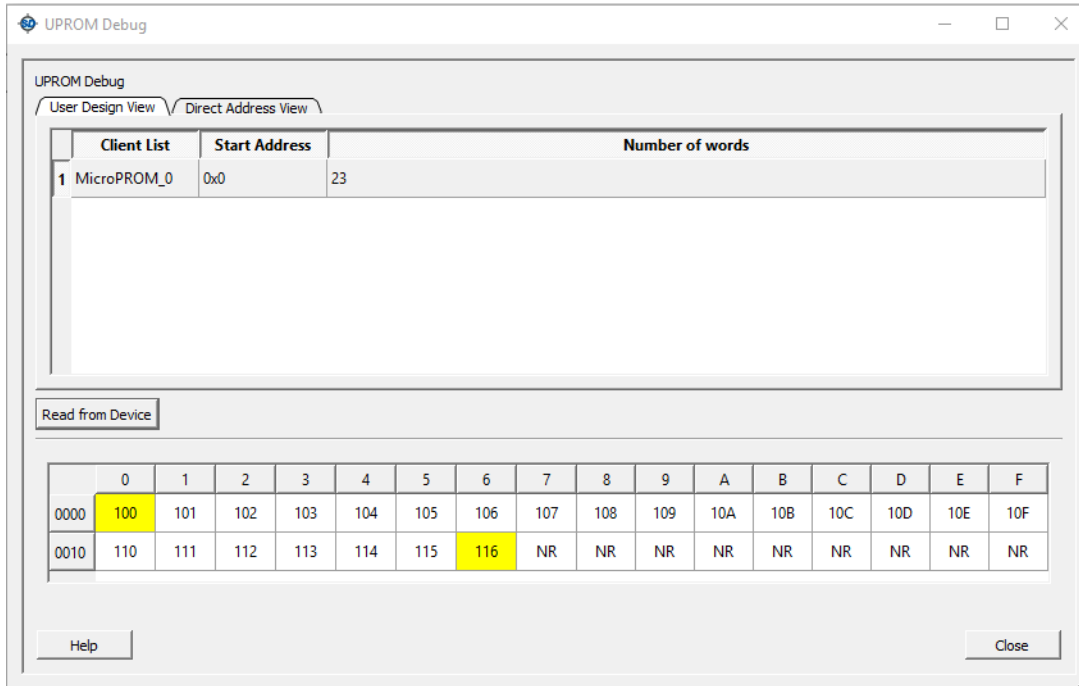 UPROM Debug
UPROM Debug
User Design View Direct Address View
Client List Start Address Number of words
1 MicroPROM_0 0x0 23
Read from Device
0 1 2 3 4 5 6 7 8 9 A B C D E F
0000 100 101 102 103 104 105 106 107 108 109 10A 10B 10C 10D 10E 10F
0010 110 111 112 113 114 115 116 NR NR NR NR NR NR NR NR NR
Help Close